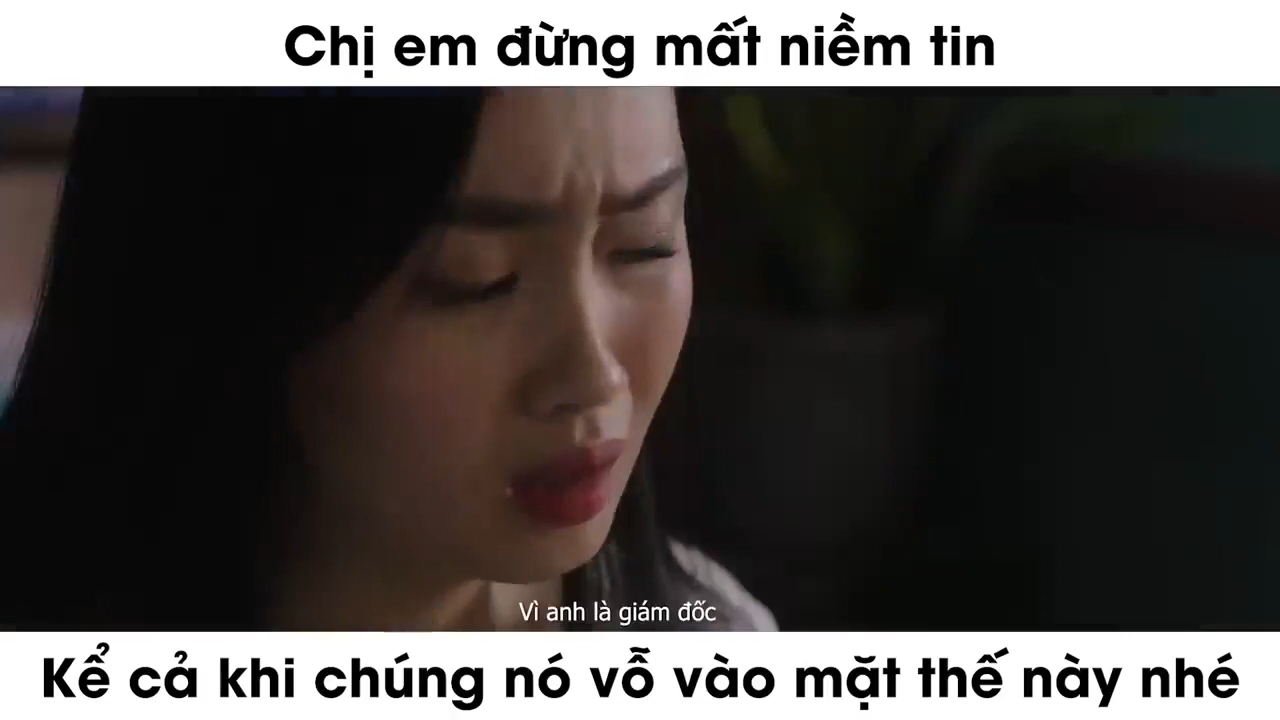 Chị em đừng mất niềm tin
Vì anh là giám đốc
Kể cả khi chúng nó vỗ vào mặt thế này nhé